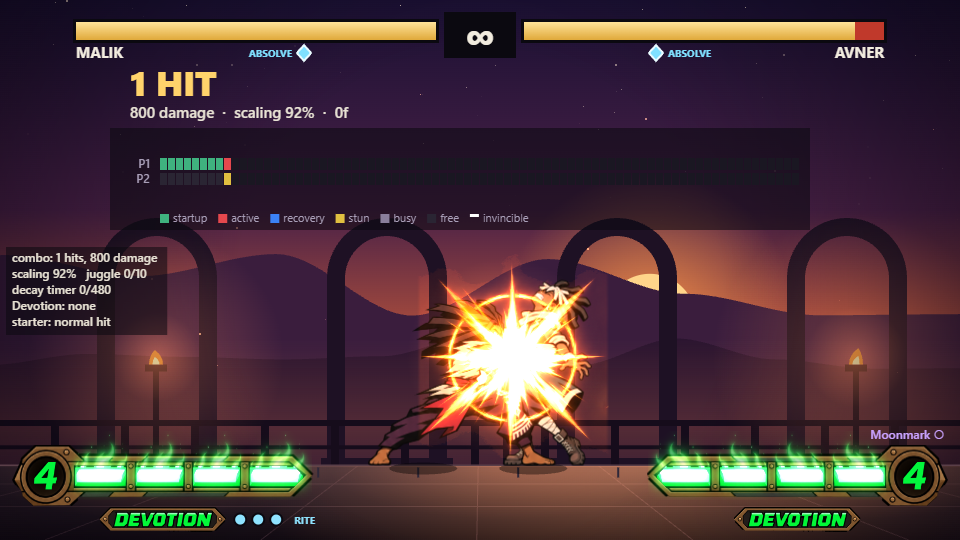 ∞
MALIK
ABSOLVE
ABSOLVE
AVNER
1 HIT
800 damage · scaling 92% · 0f
P1
P2
startup active recovery stun busy free invincible
combo: 1 hits, 800 damage
scaling 92% juggle 0/10
decay timer 0/480
Devotion: none
starter: normal hit
Moonmark
4
4
DEVOTION
RITE
DEVOTION